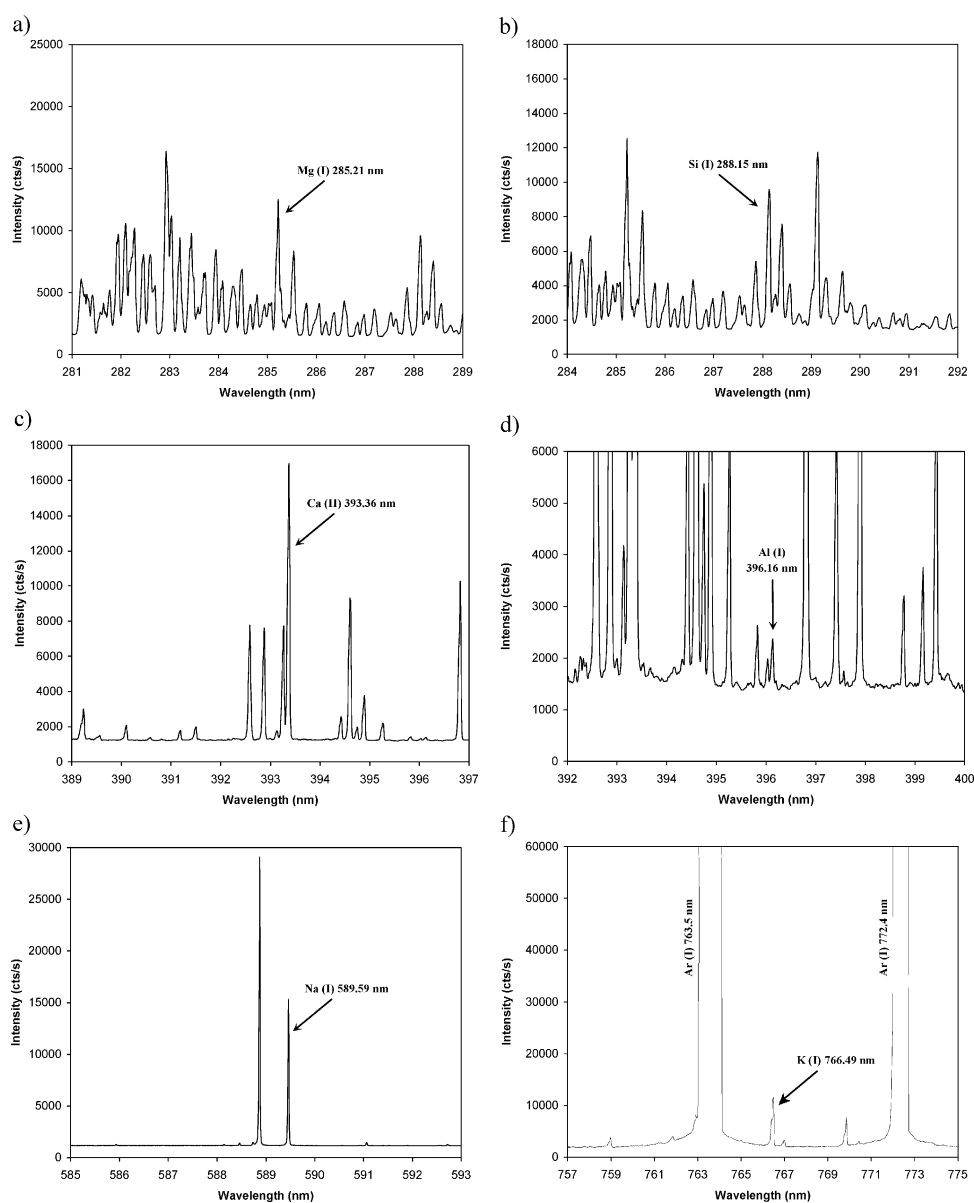 a)
25000
20000
15000
10000
5000
0
Intensity (cts/s)
Mg (I) 285.21 nm
281 282 283 284 285 286 287 288 289
Wavelength (nm)
b)
18000
16000
14000
12000
10000
8000
6000
4000
2000
0
Intensity (cts/s)
Si (I) 288.15 nm
284 285 286 287 288 289 290 291 292
Wavelength (nm)
c)
18000
16000
14000
12000
10000
8000
6000
4000
2000
0
Intensity (cts/s)
Ca (II) 393.36 nm
389 390 391 392 393 394 395 396 397
Wavelength (nm)
d)
6000
5000
4000
3000
2000
1000
0
Intensity (cts/s)
Al (I)
396.16 nm
392 393 394 395 396 397 398 399 400
Wavelength (nm)
e)
30000
25000
20000
15000
10000
5000
0
Intensity (cts/s)
Na (I) 589.59 nm
585 586 587 588 589 590 591 592 593
Wavelength (nm)
f)
60000
50000
40000
30000
20000
10000
0
Intensity (cts/s)
Ar (I) 763.5 nm
Ar (I) 772.4 nm
K (I) 766.49 nm
757 759 761 763 765 767 769 771 773 775
Wavelength (nm)